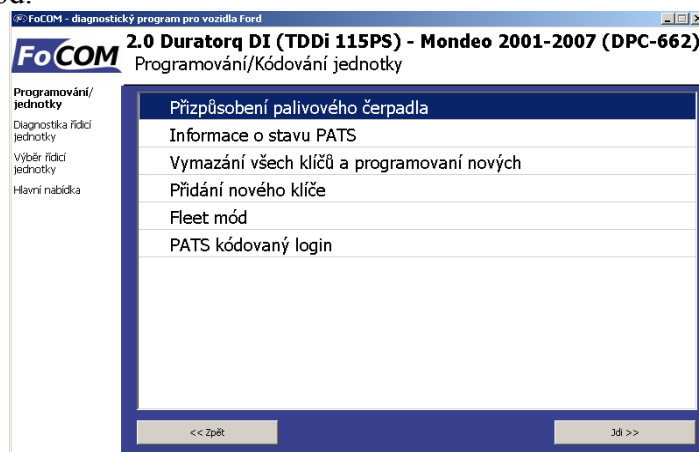 FoCOM - diagnostický program pro vozidla Ford
FoCOM
2.0 Duratorq DI (TDDi 115PS) - Mondeo 2001-2007 (DPC-662)
Programování/Kódování jednotky
Programování/
jednotky
Diagnostika řídicí
jednotky
Výběr řídicí
jednotky
Hlavní nabídka
Přizpůsobení palivového čerpadla
Informace o stavu PATS
Vymazání všech klíčů a programovaní nových
Přidání nového klíče
Fleet mód
PATS kódovaný login
<< Zpět
Jdi >>